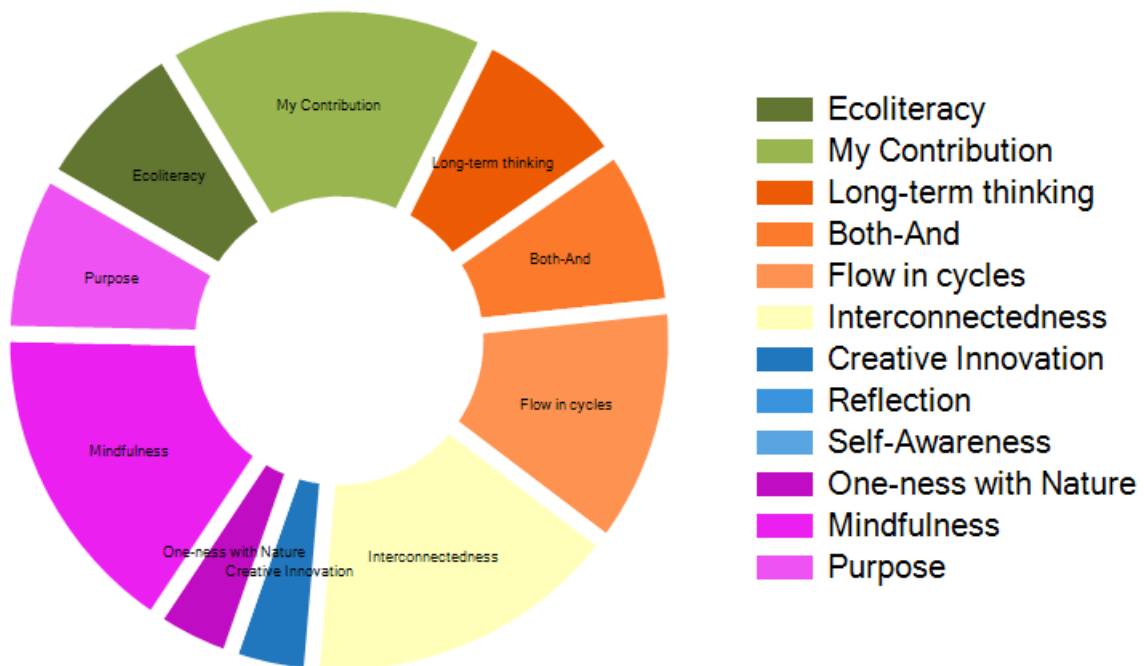 My Contribution
Long-term thinking
Ecoliteracy
Both-And
Purpose
Flow in cycles
Mindfulness
One-ness with Nature
Interconnectedness
Creative Innovation
Ecoliteracy
My Contribution
Long-term thinking
Both-And
Flow in cycles
Interconnectedness
Creative Innovation
Reflection
Self-Awareness
One-ness with Nature
Mindfulness
Purpose